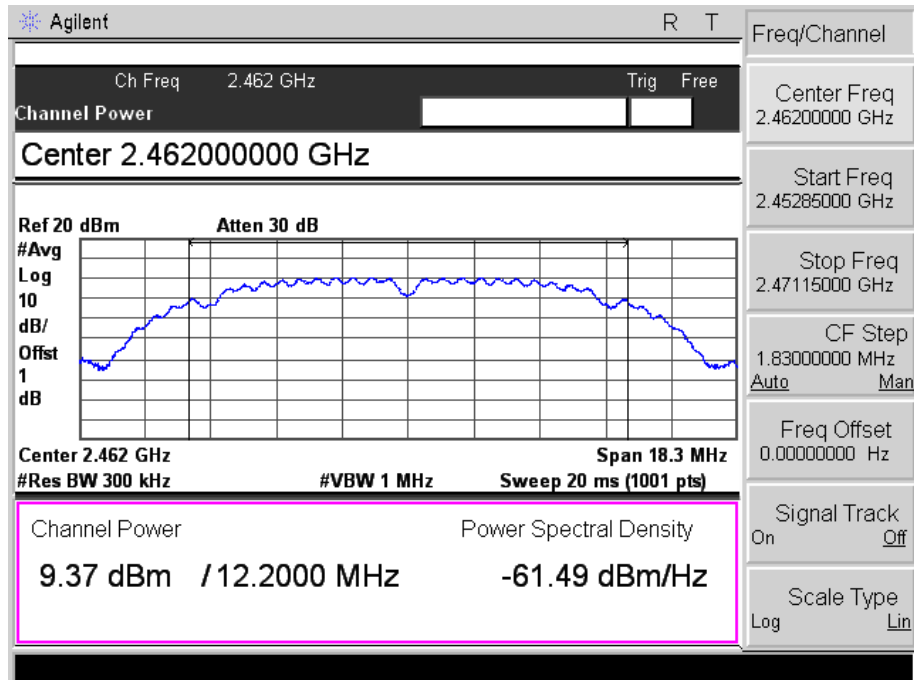 Agilent R T
Ch Freq 2.462 GHz Trig Free
Channel Power
Center 2.462000000 GHz
Ref 20 dBm Atten 30 dB
#Avg
Log
10
dB/
Offst
1
dB
Center 2.462 GHz Span 18.3 MHz
#Res BW 300 kHz #VBW 1 MHz Sweep 20 ms (1001 pts)
Channel Power Power Spectral Density
9.37 dBm / 12.2000 MHz -61.49 dBm/Hz
Freq/Channel
Center Freq
2.46200000 GHz
Start Freq
2.45285000 GHz
Stop Freq
2.47115000 GHz
CF Step
1.83000000 MHz
Auto Man
Freq Offset
0.00000000 Hz
Signal Track
On Off
Scale Type
Log Lin